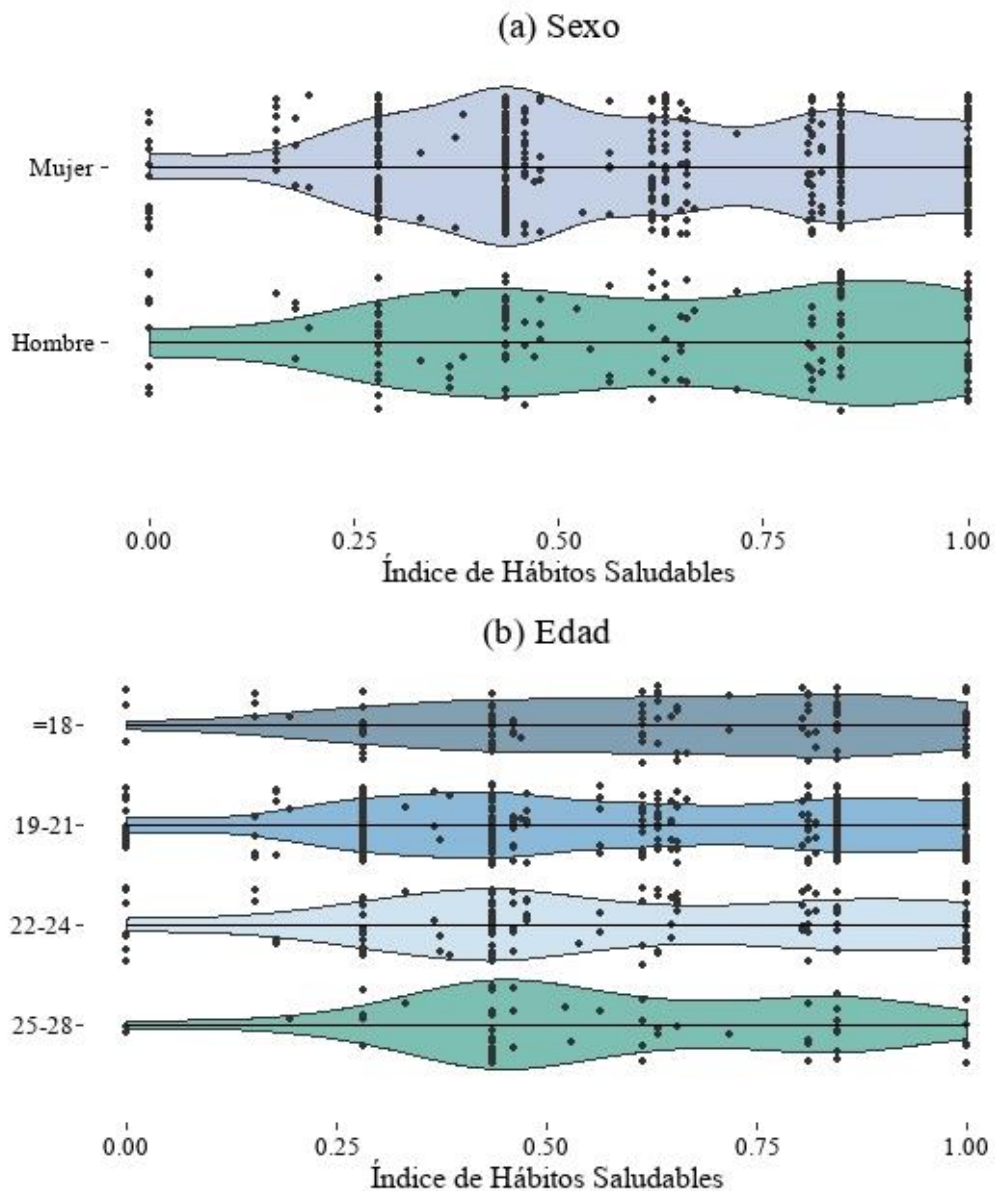 (a) Sexo
Mujer
Hombre
0.00 0.25 0.50 0.75 1.00
Índice de Hábitos Saludables
(b) Edad
=18
19-21
22-24
25-28
0.00 0.25 0.50 0.75 1.00
Índice de Hábitos Saludables